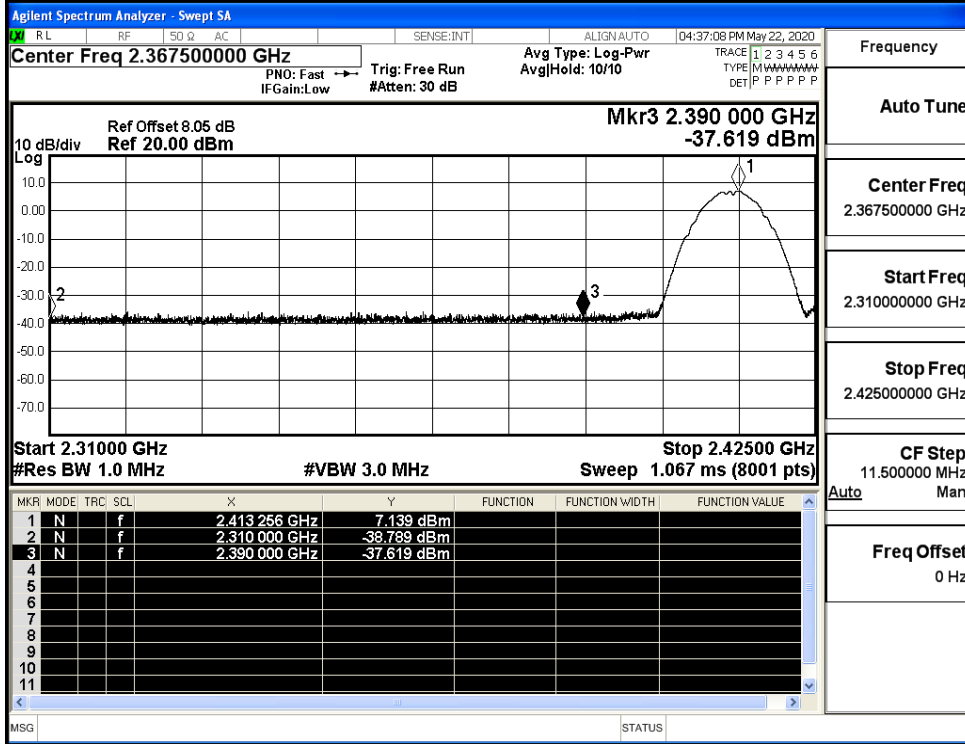 Agilent Spectrum Analyzer - Swept SA
LXI RL RF 50 Ω AC SENSE:INT ALIGN AUTO 04:37:08 PM May 22, 2020
Center Freq 2.367500000 GHz
PNO: Fast
IFGain:Low
Trig: Free Run
#Atten: 30 dB
Avg Type: Log-Pwr
Avg|Hold: 10/10
TRACE 1 2 3 4 5 6
TYPE MWWWWW
DET P P P P P P
Ref Offset 8.05 dB
10 dB/div Ref 20.00 dBm
Log
Mkr3 2.390 000 GHz
-37.619 dBm
10.0
0.00
-10.0
-20.0
-30.0
-40.0
-50.0
-60.0
-70.0
1
2
3
Start 2.31000 GHz Stop 2.42500 GHz
#Res BW 1.0 MHz #VBW 3.0 MHz Sweep 1.067 ms (8001 pts)
MKR MODE TRC SCL X Y FUNCTION FUNCTION WIDTH FUNCTION VALUE
1 N f 2.413 256 GHz 7.139 dBm
2 N f 2.310 000 GHz -38.789 dBm
3 N f 2.390 000 GHz -37.619 dBm
4
5
6
7
8
9
10
11
MSG STATUS
Frequency
Auto Tune
Center Freq
2.367500000 GHz
Start Freq
2.310000000 GHz
Stop Freq
2.425000000 GHz
CF Step
11.500000 MHz
Auto Man
Freq Offset
0 Hz